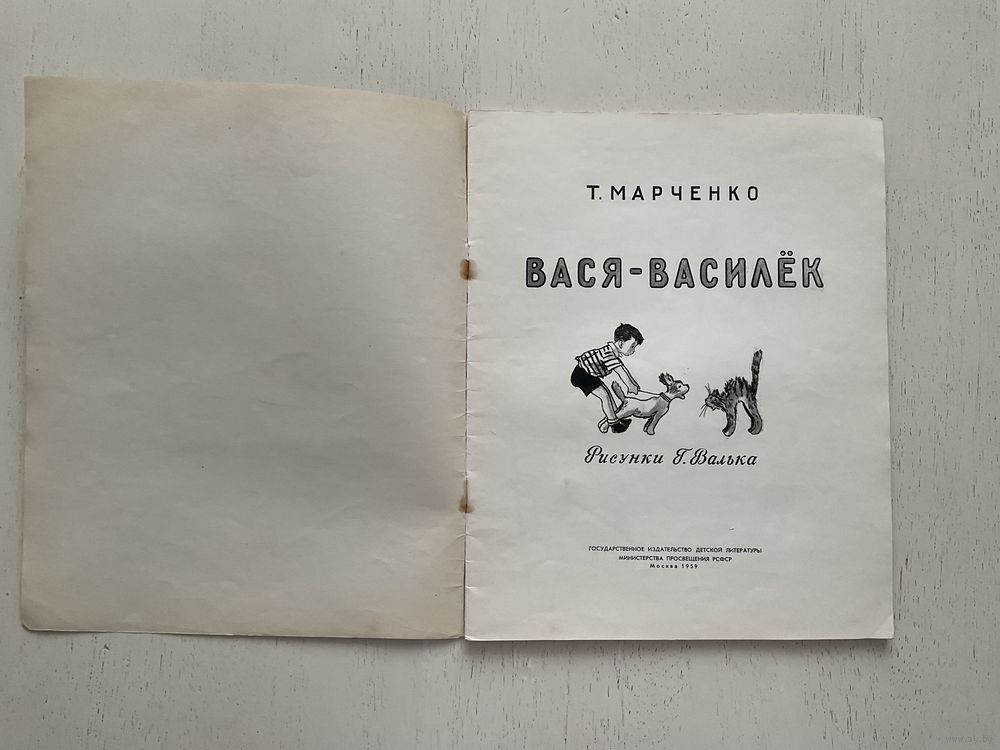 Т. МАРЧЕНКО
ВАСЯ-ВАСИЛЁК
Рисунки Г. Валька
ГОСУДАРСТВЕННОЕ ИЗДАТЕЛЬСТВО ДЕТСКОЙ ЛИТЕРАТУРЫ
МИНИСТЕРСТВА ПРОСВЕЩЕНИЯ РСФСР
Москва 1959